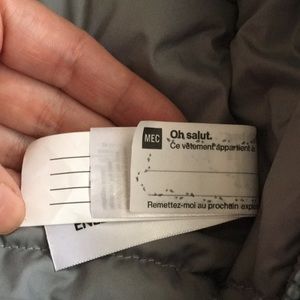 MEC
Oh salut.
Ce vêtement appartient à
Remettez-moi au prochain